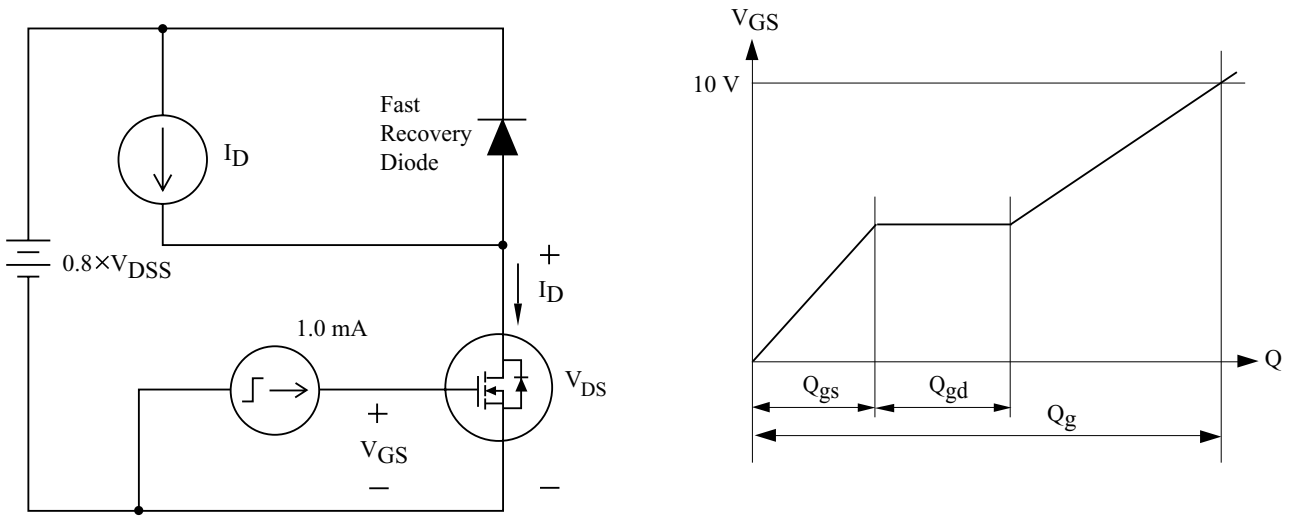 I_D
Fast
Recovery
Diode
0.8×V_DSS
+
I_D
1.0 mA
V_DS
+
V_GS
−
−
V_GS
10 V
Q
Q_gs
Q_gd
Q_g